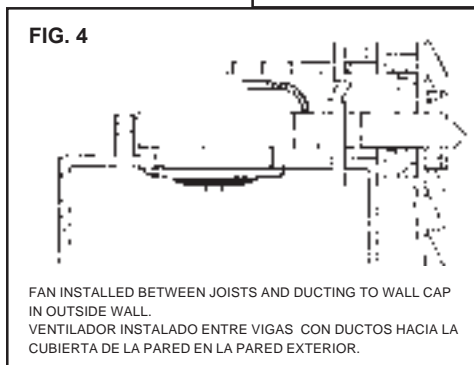 FIG. 4
FAN INSTALLED BETWEEN JOISTS AND DUCTING TO WALL CAP
IN OUTSIDE WALL.
VENTILADOR INSTALADO ENTRE VIGAS CON DUCTOS HACIA LA
CUBIERTA DE LA PARED EN LA PARED EXTERIOR.